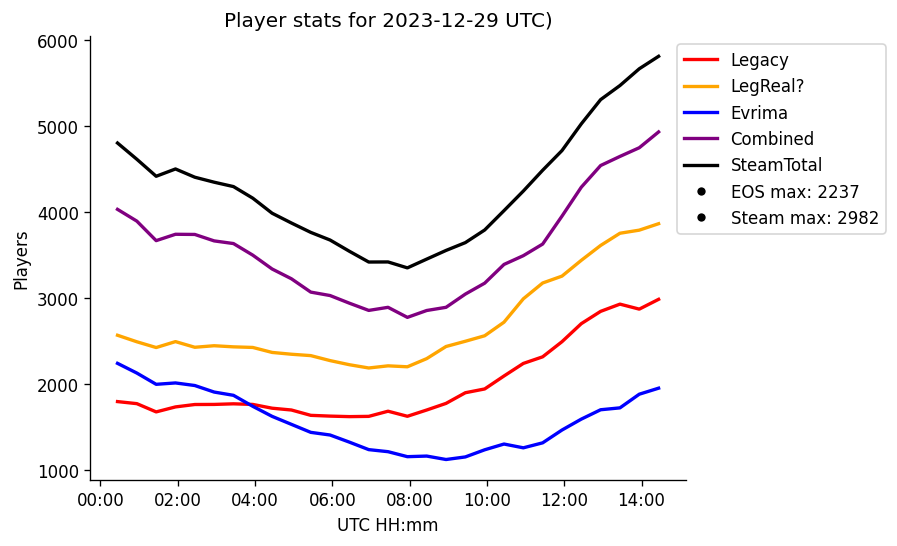 Player stats for 2023-12-29 UTC)
6000
5000
4000
3000
2000
1000
Players
00:00 02:00 04:00 06:00 08:00 10:00 12:00 14:00
UTC HH:mm
Legacy
LegReal?
Evrima
Combined
SteamTotal
EOS max: 2237
Steam max: 2982